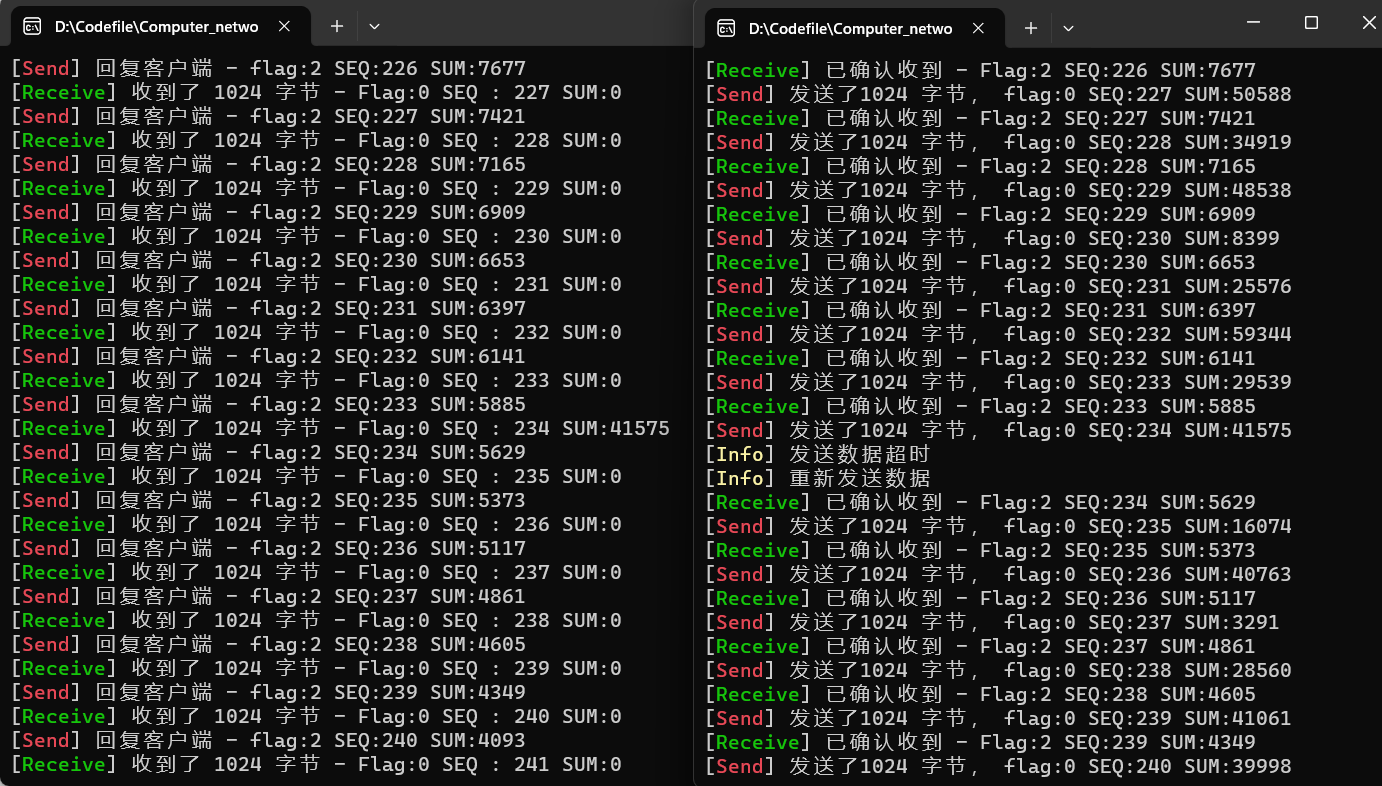 D:\Codefile\Computer_netwo
[Send] 回复客户端 - flag:2 SEQ:226 SUM:7677
[Receive] 收到了 1024 字节 - Flag:0 SEQ : 227 SUM:0
[Send] 回复客户端 - flag:2 SEQ:227 SUM:7421
[Receive] 收到了 1024 字节 - Flag:0 SEQ : 228 SUM:0
[Send] 回复客户端 - flag:2 SEQ:228 SUM:7165
[Receive] 收到了 1024 字节 - Flag:0 SEQ : 229 SUM:0
[Send] 回复客户端 - flag:2 SEQ:229 SUM:6909
[Receive] 收到了 1024 字节 - Flag:0 SEQ : 230 SUM:0
[Send] 回复客户端 - flag:2 SEQ:230 SUM:6653
[Receive] 收到了 1024 字节 - Flag:0 SEQ : 231 SUM:0
[Send] 回复客户端 - flag:2 SEQ:231 SUM:6397
[Receive] 收到了 1024 字节 - Flag:0 SEQ : 232 SUM:0
[Send] 回复客户端 - flag:2 SEQ:232 SUM:6141
[Receive] 收到了 1024 字节 - Flag:0 SEQ : 233 SUM:0
[Send] 回复客户端 - flag:2 SEQ:233 SUM:5885
[Receive] 收到了 1024 字节 - Flag:0 SEQ : 234 SUM:41575
[Send] 回复客户端 - flag:2 SEQ:234 SUM:5629
[Receive] 收到了 1024 字节 - Flag:0 SEQ : 235 SUM:0
[Send] 回复客户端 - flag:2 SEQ:235 SUM:5373
[Receive] 收到了 1024 字节 - Flag:0 SEQ : 236 SUM:0
[Send] 回复客户端 - flag:2 SEQ:236 SUM:5117
[Receive] 收到了 1024 字节 - Flag:0 SEQ : 237 SUM:0
[Send] 回复客户端 - flag:2 SEQ:237 SUM:4861
[Receive] 收到了 1024 字节 - Flag:0 SEQ : 238 SUM:0
[Send] 回复客户端 - flag:2 SEQ:238 SUM:4605
[Receive] 收到了 1024 字节 - Flag:0 SEQ : 239 SUM:0
[Send] 回复客户端 - flag:2 SEQ:239 SUM:4349
[Receive] 收到了 1024 字节 - Flag:0 SEQ : 240 SUM:0
[Send] 回复客户端 - flag:2 SEQ:240 SUM:4093
[Receive] 收到了 1024 字节 - Flag:0 SEQ : 241 SUM:0
D:\Codefile\Computer_netwo
[Receive] 已确认收到 - Flag:2 SEQ:226 SUM:7677
[Send] 发送了1024 字节, flag:0 SEQ:227 SUM:50588
[Receive] 已确认收到 - Flag:2 SEQ:227 SUM:7421
[Send] 发送了1024 字节, flag:0 SEQ:228 SUM:34919
[Receive] 已确认收到 - Flag:2 SEQ:228 SUM:7165
[Send] 发送了1024 字节, flag:0 SEQ:229 SUM:48538
[Receive] 已确认收到 - Flag:2 SEQ:229 SUM:6909
[Send] 发送了1024 字节, flag:0 SEQ:230 SUM:8399
[Receive] 已确认收到 - Flag:2 SEQ:230 SUM:6653
[Send] 发送了1024 字节, flag:0 SEQ:231 SUM:25576
[Receive] 已确认收到 - Flag:2 SEQ:231 SUM:6397
[Send] 发送了1024 字节, flag:0 SEQ:232 SUM:59344
[Receive] 已确认收到 - Flag:2 SEQ:232 SUM:6141
[Send] 发送了1024 字节, flag:0 SEQ:233 SUM:29539
[Receive] 已确认收到 - Flag:2 SEQ:233 SUM:5885
[Send] 发送了1024 字节, flag:0 SEQ:234 SUM:41575
[Info] 发送数据超时
[Info] 重新发送数据
[Receive] 已确认收到 - Flag:2 SEQ:234 SUM:5629
[Send] 发送了1024 字节, flag:0 SEQ:235 SUM:16074
[Receive] 已确认收到 - Flag:2 SEQ:235 SUM:5373
[Send] 发送了1024 字节, flag:0 SEQ:236 SUM:40763
[Receive] 已确认收到 - Flag:2 SEQ:236 SUM:5117
[Send] 发送了1024 字节, flag:0 SEQ:237 SUM:3291
[Receive] 已确认收到 - Flag:2 SEQ:237 SUM:4861
[Send] 发送了1024 字节, flag:0 SEQ:238 SUM:28560
[Receive] 已确认收到 - Flag:2 SEQ:238 SUM:4605
[Send] 发送了1024 字节, flag:0 SEQ:239 SUM:41061
[Receive] 已确认收到 - Flag:2 SEQ:239 SUM:4349
[Send] 发送了1024 字节, flag:0 SEQ:240 SUM:39998